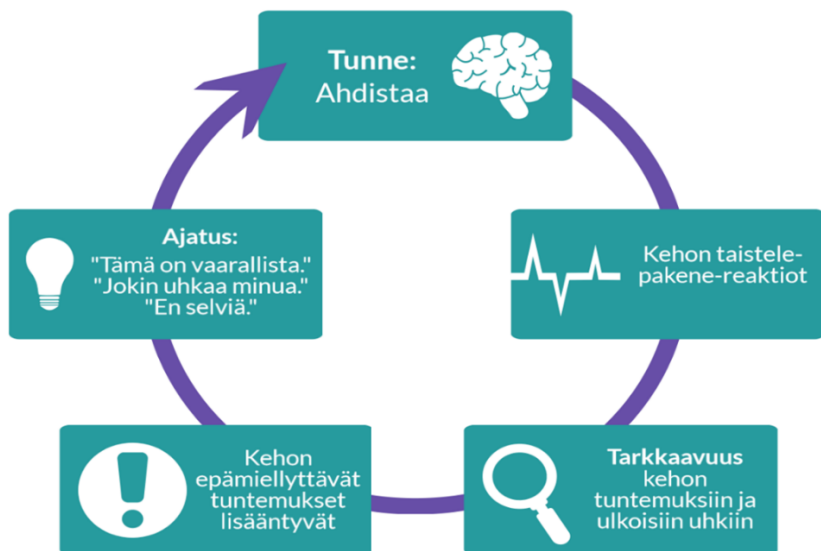 Tunne:
Ahdistaa
Kehon taistele-
pakene-reaktiot
Tarkkaavuus
kehon
tuntemuksiin ja
ulkoisiin uhkiin
Kehon
epämiellyttävät
tuntemukset
lisääntyvät
Ajatus:
"Tämä on vaarallista."
"Jokin uhkaa minua."
"En selviä."